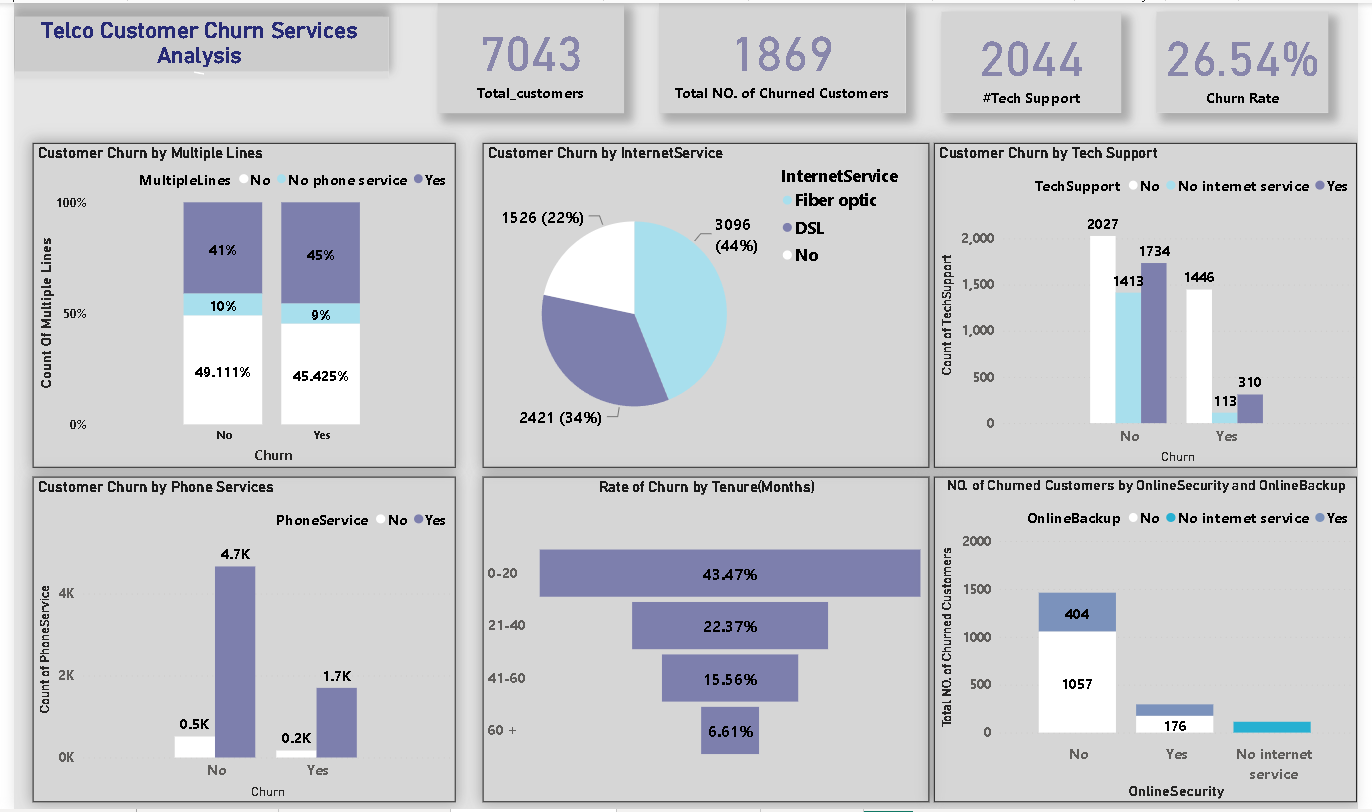 Telco Customer Churn Services
Analysis
7043
Total_customers
1869
Total NO. of Churned Customers
2044
#Tech Support
26.54%
Churn Rate
Customer Churn by Multiple Lines
MultipleLines No No phone service Yes
Count Of Multiple Lines
100%
50%
0%
41%
10%
49.111%
45%
9%
45.425%
No Yes
Churn
Customer Churn by InternetService
InternetService
Fiber optic
DSL
No
1526 (22%)
3096
(44%)
2421 (34%)
Customer Churn by Tech Support
TechSupport No No internet service Yes
Count of TechSupport
2,000
1,500
1,000
500
0
2027
1413
1734
1446
113
310
No Yes
Churn
Customer Churn by Phone Services
PhoneService No Yes
Count of PhoneService
4K
2K
0K
0.5K
4.7K
0.2K
1.7K
No Yes
Churn
Rate of Churn by Tenure(Months)
0-20 43.47%
21-40 22.37%
41-60 15.56%
60 + 6.61%
NO. of Churned Customers by OnlineSecurity and OnlineBackup
OnlineBackup No No internet service Yes
Total NO. of Churned Customers
2000
1500
1000
500
0
404
1057
176
No Yes No internet
service
OnlineSecurity